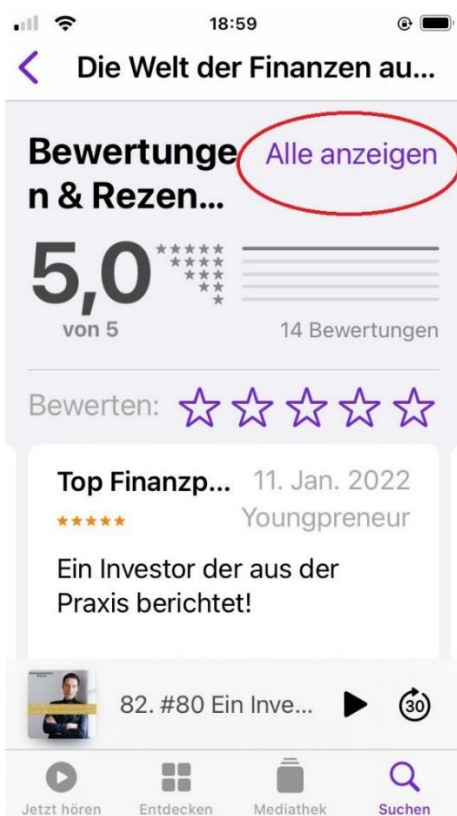 18:59
Die Welt der Finanzen au...
Bewertunge Alle anzeigen
n & Rezen...
5,0
von 5 14 Bewertungen
Bewerten:
Top Finanzp... 11. Jan. 2022
Youngpreneur
Ein Investor der aus der
Praxis berichtet!
82. #80 Ein Inve... 30
Jetzt hören Entdecken Mediathek Suchen